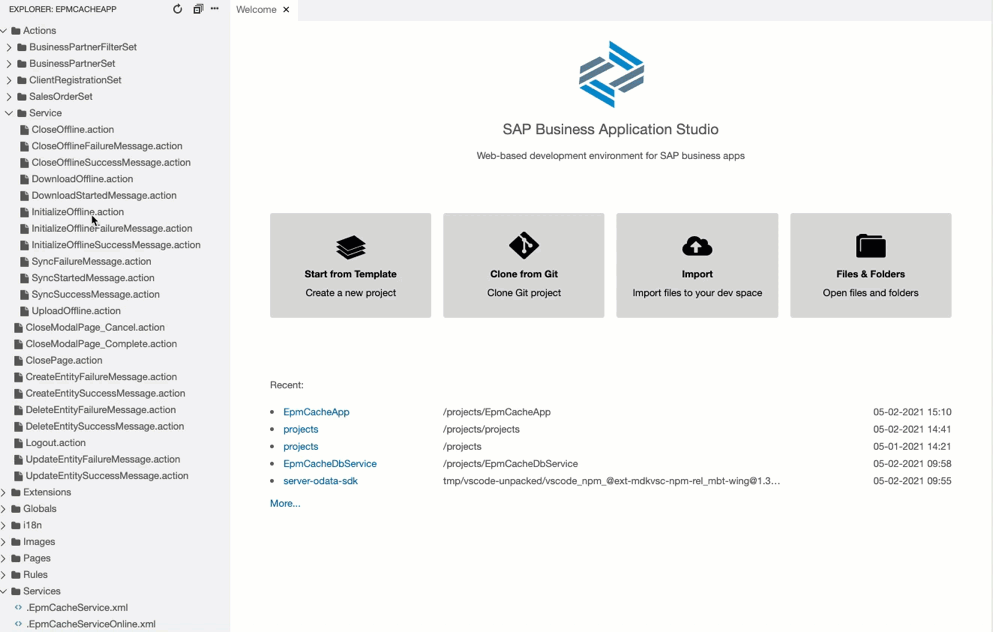 EXPLORER: EPMCACHEAPP
Actions
BusinessPartnerFilterSet
BusinessPartnerSet
ClientRegistrationSet
SalesOrderSet
Service
CloseOffline.action
CloseOfflineFailureMessage.action
CloseOfflineSuccessMessage.action
DownloadOffline.action
DownloadStartedMessage.action
InitializeOffline.action
InitializeOfflineFailureMessage.action
InitializeOfflineSuccessMessage.action
SyncFailureMessage.action
SyncStartedMessage.action
SyncSuccessMessage.action
UploadOffline.action
CloseModalPage_Cancel.action
CloseModalPage_Complete.action
ClosePage.action
CreateEntityFailureMessage.action
CreateEntitySuccessMessage.action
DeleteEntityFailureMessage.action
DeleteEntitySuccessMessage.action
Logout.action
UpdateEntityFailureMessage.action
UpdateEntitySuccessMessage.action
Extensions
Globals
i18n
Images
Pages
Rules
Services
.EpmCacheService.xml
.EpmCacheServiceOnline.xml
Welcome
SAP Business Application Studio
Web-based development environment for SAP business apps
Start from Template
Create a new project
Clone from Git
Clone Git project
Import
Import files to your dev space
Files & Folders
Open files and folders
Recent:
EpmCacheApp /projects/EpmCacheApp 05-02-2021 15:10
projects /projects/projects 05-02-2021 14:41
projects /projects 05-01-2021 14:21
EpmCacheDbService /projects/EpmCacheDbService 05-02-2021 09:58
server-odata-sdk tmp/vscode-unpacked/vscode_npm_@ext-mdkvsc-npm-rel_mbt-wing@1.3... 05-02-2021 09:55
More...